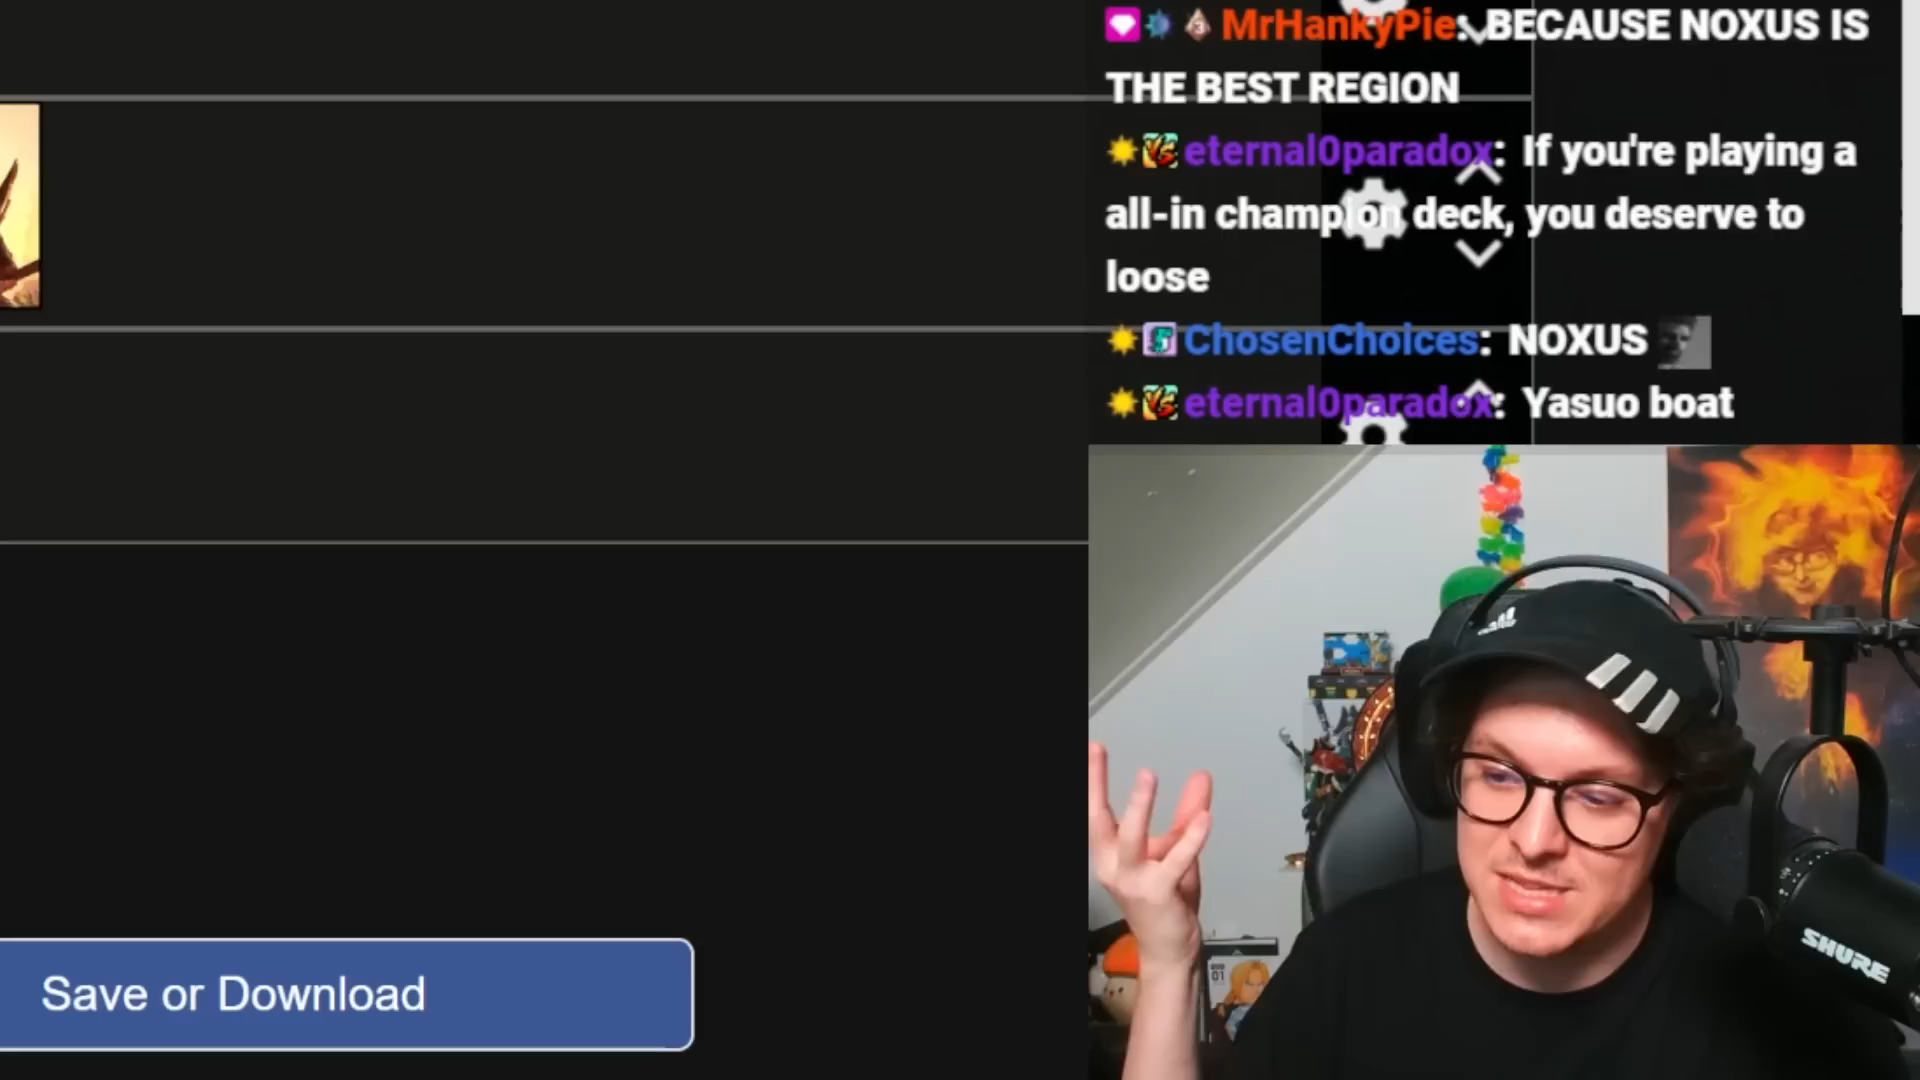 MrHankyPie: BECAUSE NOXUS IS
THE BEST REGION
eternal0paradox: If you're playing a
all-in champion deck, you deserve to
loose
ChosenChoices: NOXUS
eternal0paradox: Yasuo boat
Save or Download
SHURE
01